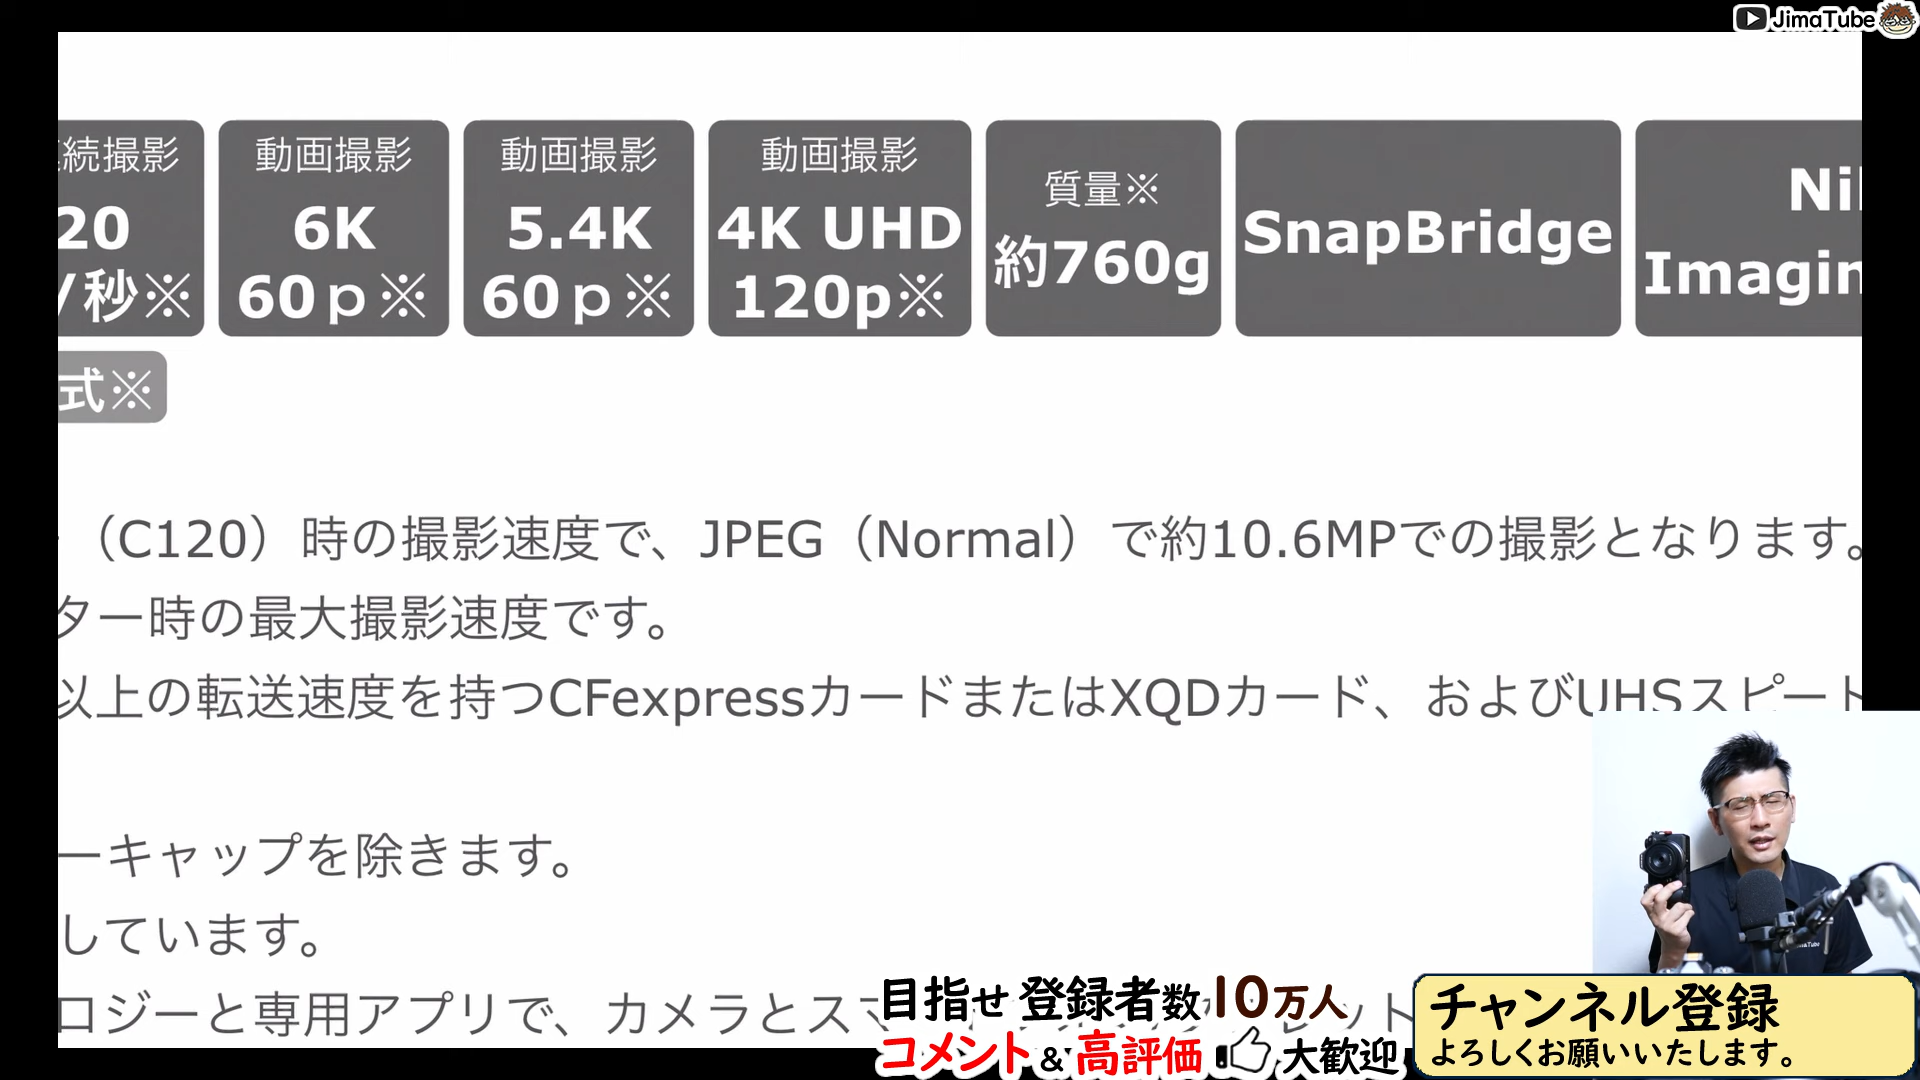 JimaTube
続撮影
20
/秒※
動画撮影
6K
60p※
動画撮影
5.4K
60p※
動画撮影
4K UHD
120p※
質量※
約760g
SnapBridge
Ni
Imagin
式※
（C120）時の撮影速度で、JPEG（Normal）で約10.6MPでの撮影となります。
ター時の最大撮影速度です。
以上の転送速度を持つCFexpressカードまたはXQDカード、およびUHSスピード
ーキャップを除きます。
しています。
ロジーと専用アプリで、カメラとス
目指せ 登録者数10万人
コメント&高評価 大歓迎
チャンネル登録
よろしくお願いいたします。